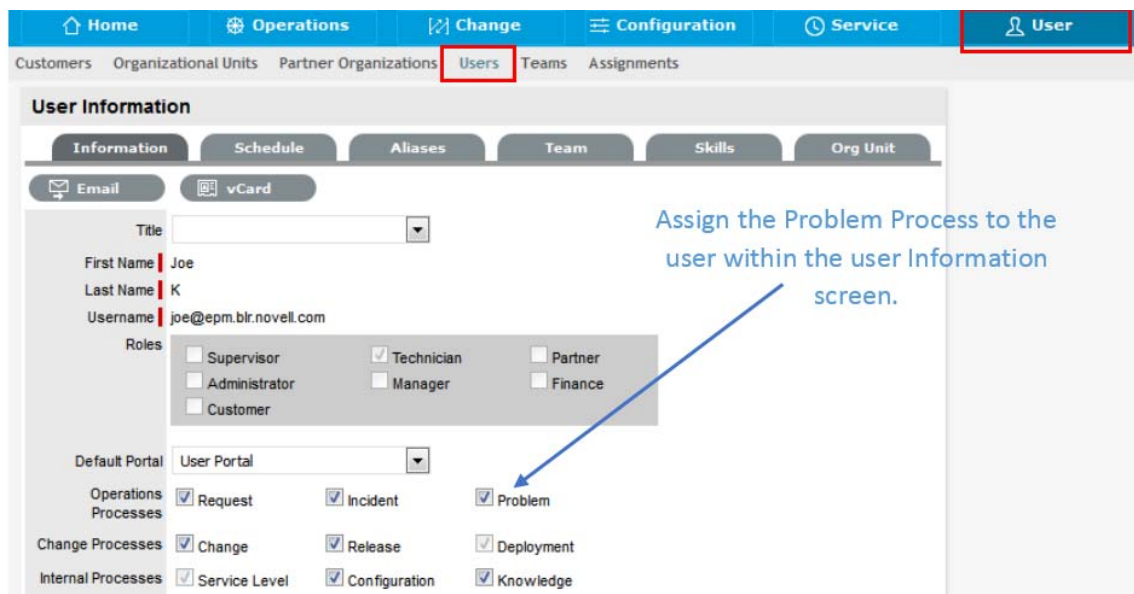 Home Operations Change Configuration Service User
Customers Organizational Units Partner Organizations Users Teams Assignments
User Information
Information Schedule Aliases Team Skills Org Unit
Email vCard
Title
First Name Joe
Last Name K
Username joe@epm.blr.novell.com
Roles
Supervisor Technician Partner
Administrator Manager Finance
Customer
Assign the Problem Process to the
user within the user Information
screen.
Default Portal User Portal
Operations
Processes
Request Incident Problem
Change Processes Change Release Deployment
Internal Processes Service Level Configuration Knowledge